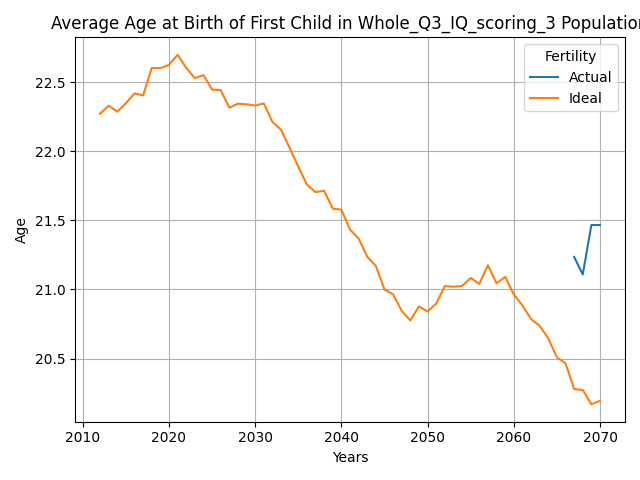 Average Age at Birth of First Child in Whole_Q3_IQ_scoring_3 Population
Fertility
Actual
Ideal
22.5
22.0
21.5
21.0
20.5
Age
2010 2020 2030 2040 2050 2060 2070
Years